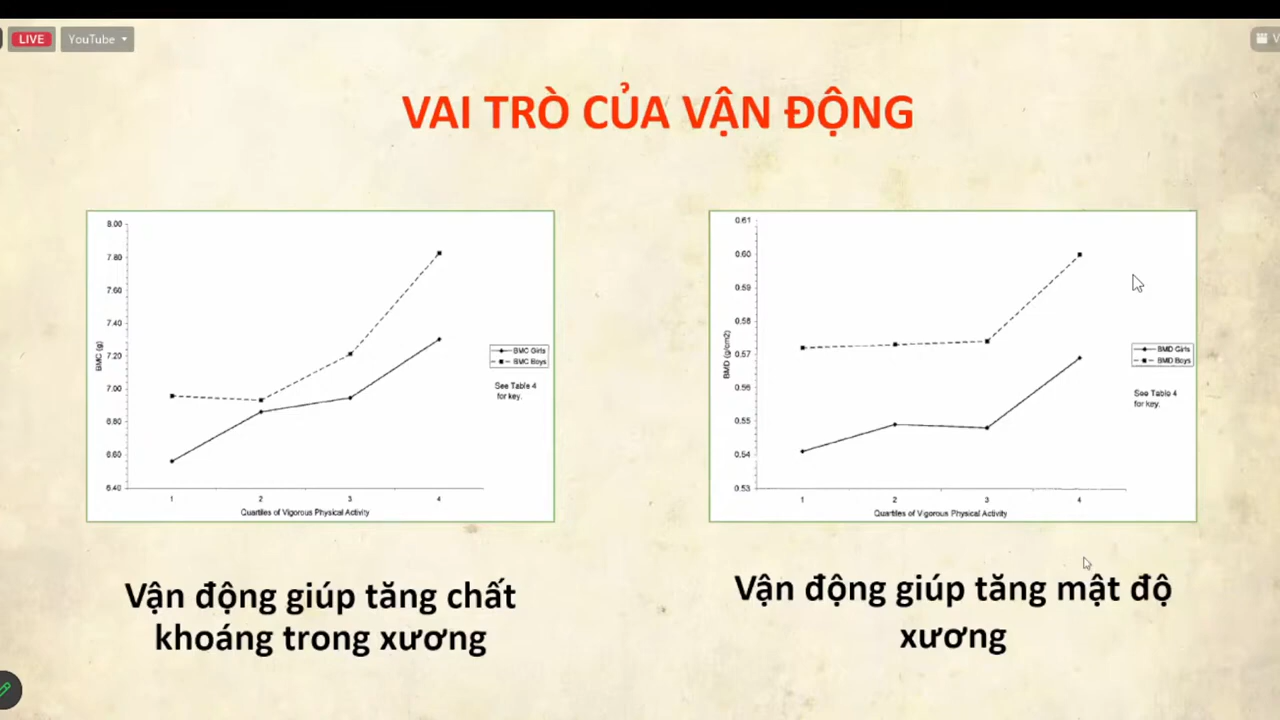 LIVE
YouTube
V
VAI TRÒ CỦA VẬN ĐỘNG
8.00
7.80
7.60
7.40
7.20
7.00
6.80
6.60
6.40
BMC (g)
1
2
3
4
Quartiles of Vigorous Physical Activity
BMC Girls
BMC Boys
See Table 4
for key.
0.61
0.60
0.59
0.58
0.57
0.56
0.55
0.54
0.53
BMD (g/cm2)
1
2
3
4
Quartiles of Vigorous Physical Activity
BMD Girls
BMD Boys
See Table 4
for key.
Vận động giúp tăng chất
khoáng trong xương
Vận động giúp tăng mật độ
xương